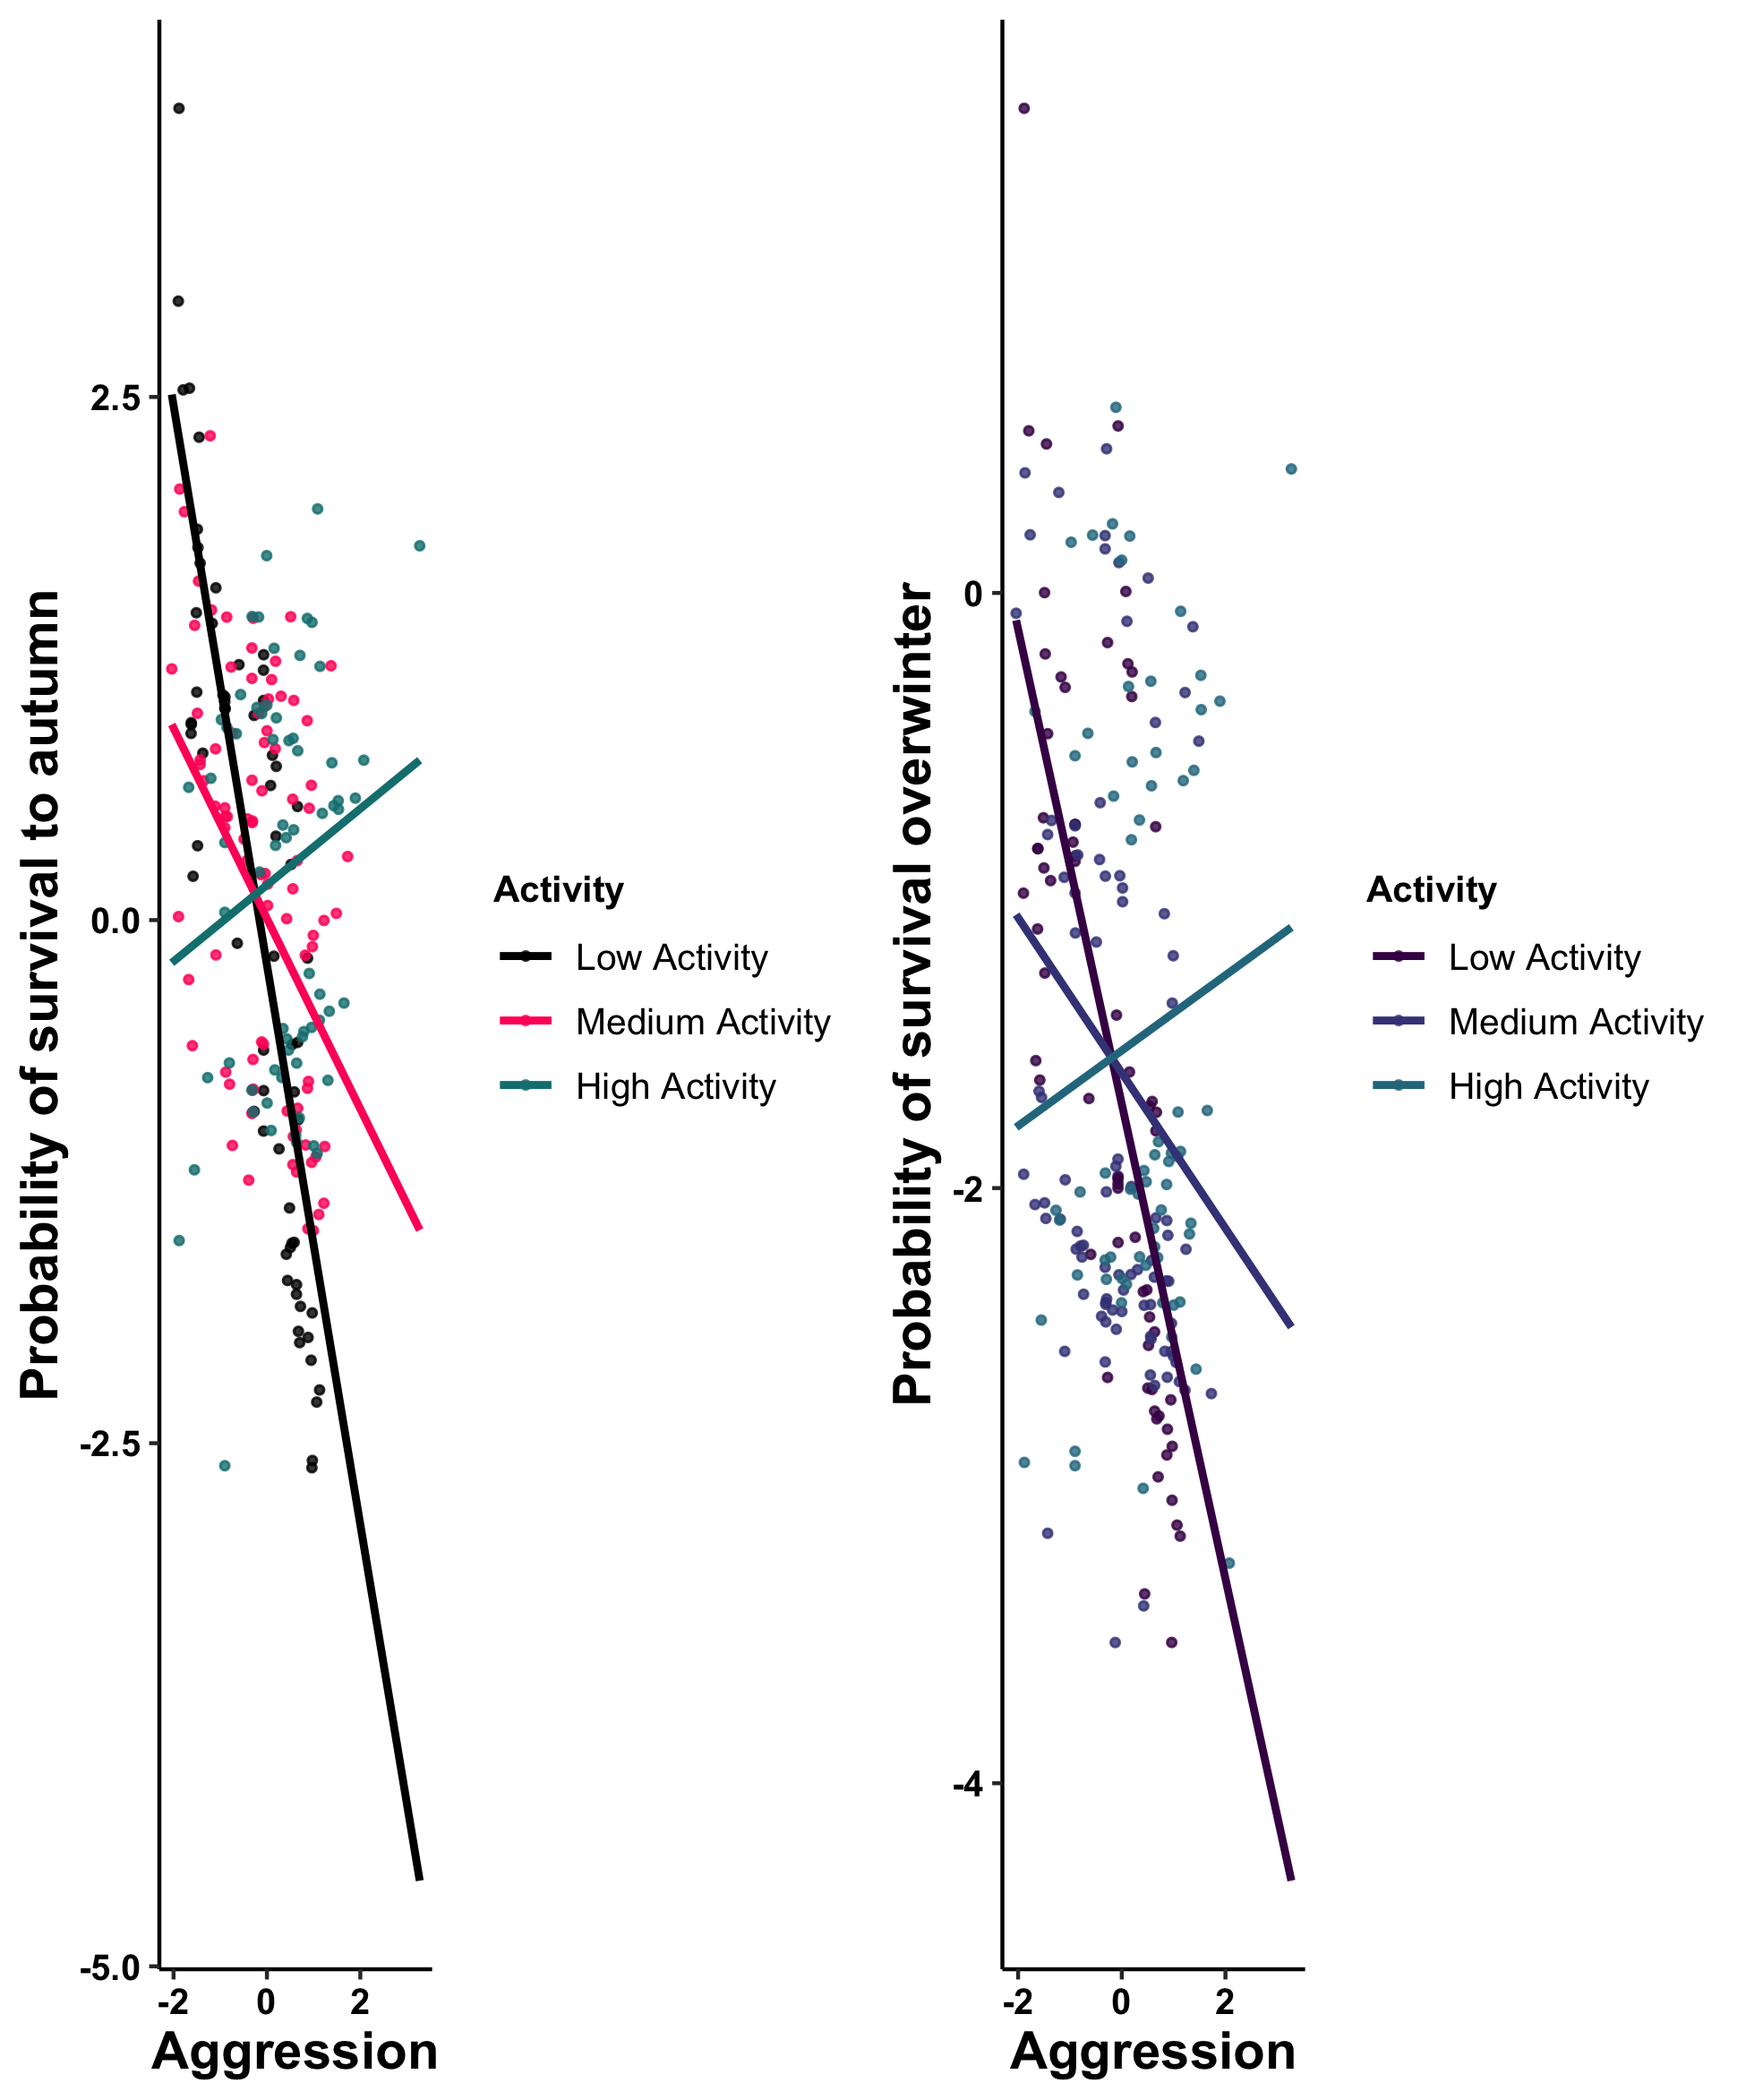 Probability of survival to autumn
2.5
0.0
-2.5
-5.0
-2 0 2
Aggression
Activity
Low Activity
Medium Activity
High Activity
Probability of survival overwinter
0
-2
-4
-2 0 2
Aggression
Activity
Low Activity
Medium Activity
High Activity